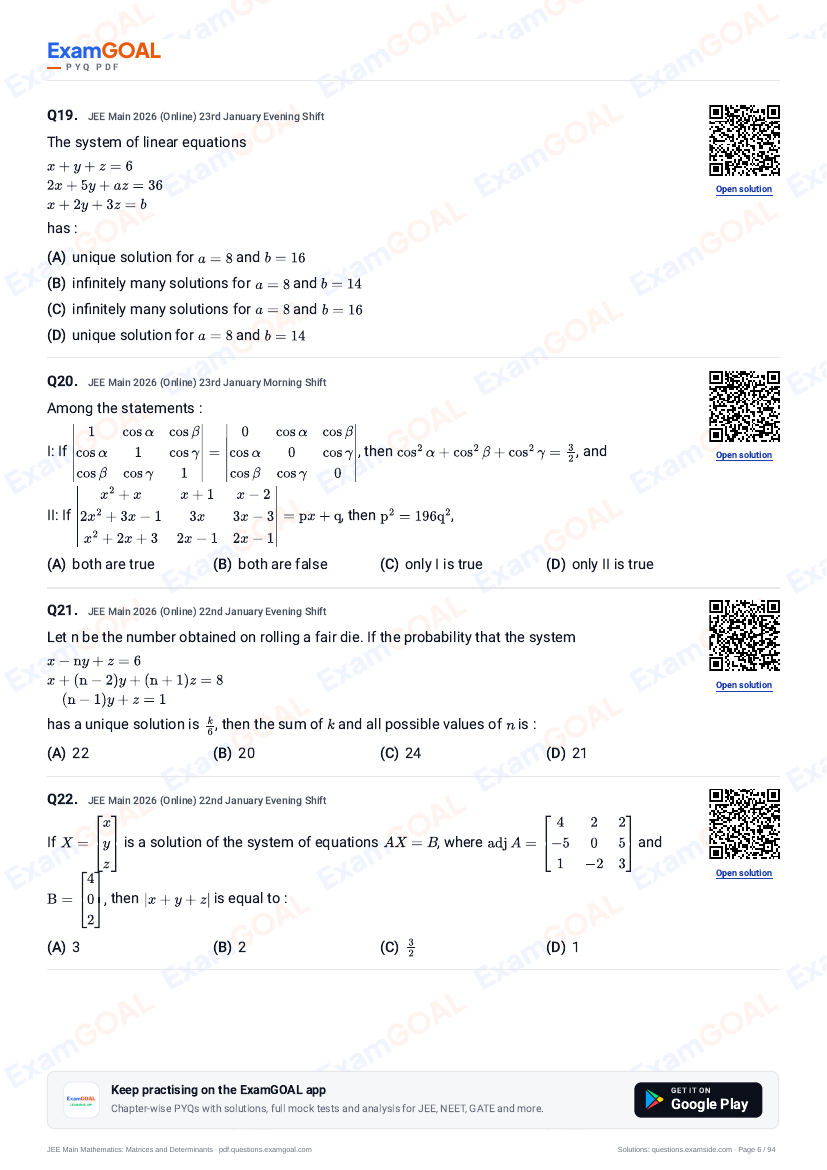 ExamGOAL
PYQ PDF
Q19. JEE Main 2026 (Online) 23rd January Evening Shift
The system of linear equations
x + y + z = 6
2x + 5y + az = 36
x + 2y + 3z = b
has :
(A) unique solution for a = 8 and b = 16
(B) infinitely many solutions for a = 8 and b = 14
(C) infinitely many solutions for a = 8 and b = 16
(D) unique solution for a = 8 and b = 14
Open solution
Q20. JEE Main 2026 (Online) 23rd January Morning Shift
Among the statements :
I: If |1 cos α cos β; cos α 1 cos γ; cos β cos γ 1| = |0 cos α cos β; cos α 0 cos γ; cos β cos γ 0|, then cos² α + cos² β + cos² γ = 3/2, and
II: If |x² + x x + 1 x − 2; 2x² + 3x − 1 3x 3x − 3; x² + 2x + 3 2x − 1 2x − 1| = px + q, then p² = 196q²,
(A) both are true (B) both are false (C) only I is true (D) only II is true
Open solution
Q21. JEE Main 2026 (Online) 22nd January Evening Shift
Let n be the number obtained on rolling a fair die. If the probability that the system
x − ny + z = 6
x + (n − 2)y + (n + 1)z = 8
(n − 1)y + z = 1
has a unique solution is k/6, then the sum of k and all possible values of n is :
(A) 22 (B) 20 (C) 24 (D) 21
Open solution
Q22. JEE Main 2026 (Online) 22nd January Evening Shift
If X = [x; y; z] is a solution of the system of equations AX = B, where adj A = [4 2 2; −5 0 5; 1 −2 3] and
B = [4; 0; 2], then |x + y + z| is equal to :
(A) 3 (B) 2 (C) 3/2 (D) 1
Open solution
Keep practising on the ExamGOAL app
Chapter-wise PYQs with solutions, full mock tests and analysis for JEE, NEET, GATE and more.
GET IT ON
Google Play
JEE Main Mathematics: Matrices and Determinants · pdf.questions.examgoal.com
Solutions: questions.examside.com · Page 6 / 94